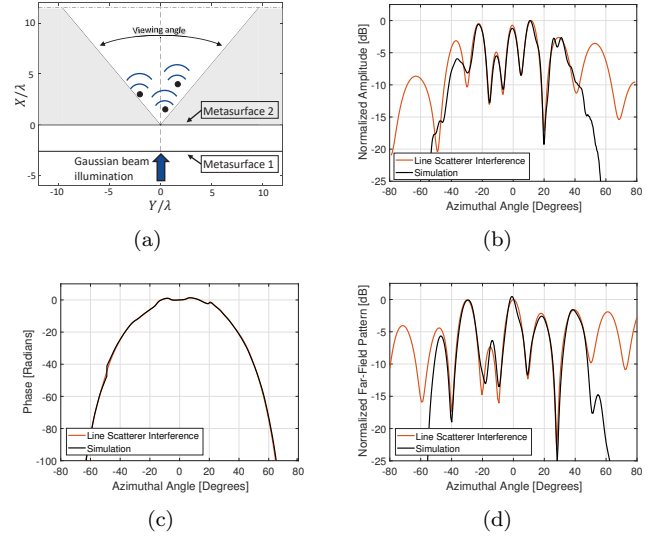 15
10
5
0
-5
X/λ
Viewing angle
Metasurface 2
Gaussian beam
illumination
Metasurface 1
-10 -5 0 5 10
Y/λ
(a)
0
-5
-10
-15
-20
-25
Normalized Amplitude [dB]
Line Scatterer Interference
Simulation
-80 -60 -40 -20 0 20 40 60 80
Azimuthal Angle [Degrees]
(b)
0
-20
-40
-60
-80
-100
Phase [Radians]
Line Scatterer Interference
Simulation
-80 -60 -40 -20 0 20 40 60 80
Azimuthal Angle [Degrees]
(c)
0
-5
-10
-15
-20
-25
Normalized Far-Field Pattern [dB]
Line Scatterer Interference
Simulation
-80 -60 -40 -20 0 20 40 60 80
Azimuthal Angle [Degrees]
(d)